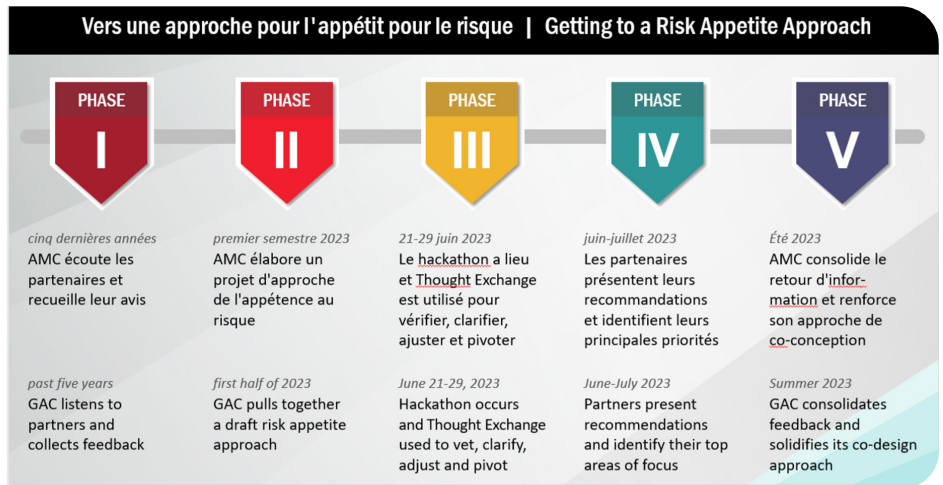 Vers une approche pour l'appétit pour le risque | Getting to a Risk Appetite Approach
PHASE
I
cinq dernières années
AMC écoute les
partenaires et
recueille leur avis
past five years
GAC listens to
partners and
collects feedback
PHASE
II
premier semestre 2023
AMC élabore un
projet d'approche
de l'appétence au
risque
first half of 2023
GAC pulls together
a draft risk appetite
approach
PHASE
III
21-29 juin 2023
Le hackathon a lieu
et Thought Exchange
est utilisé pour
vérifier, clarifier,
ajuster et pivoter
June 21-29, 2023
Hackathon occurs
and Thought Exchange
used to vet, clarify,
adjust and pivot
PHASE
IV
juin-juillet 2023
Les partenaires
présentent leurs
recommandations
et identifient leurs
principales priorités
June-July 2023
Partners present
recommendations
and identify their top
areas of focus
PHASE
V
Été 2023
AMC consolide le
retour d'infor-
mation et renforce
son approche de
co-conception
Summer 2023
GAC consolidates
feedback and
solidifies its co-design
approach